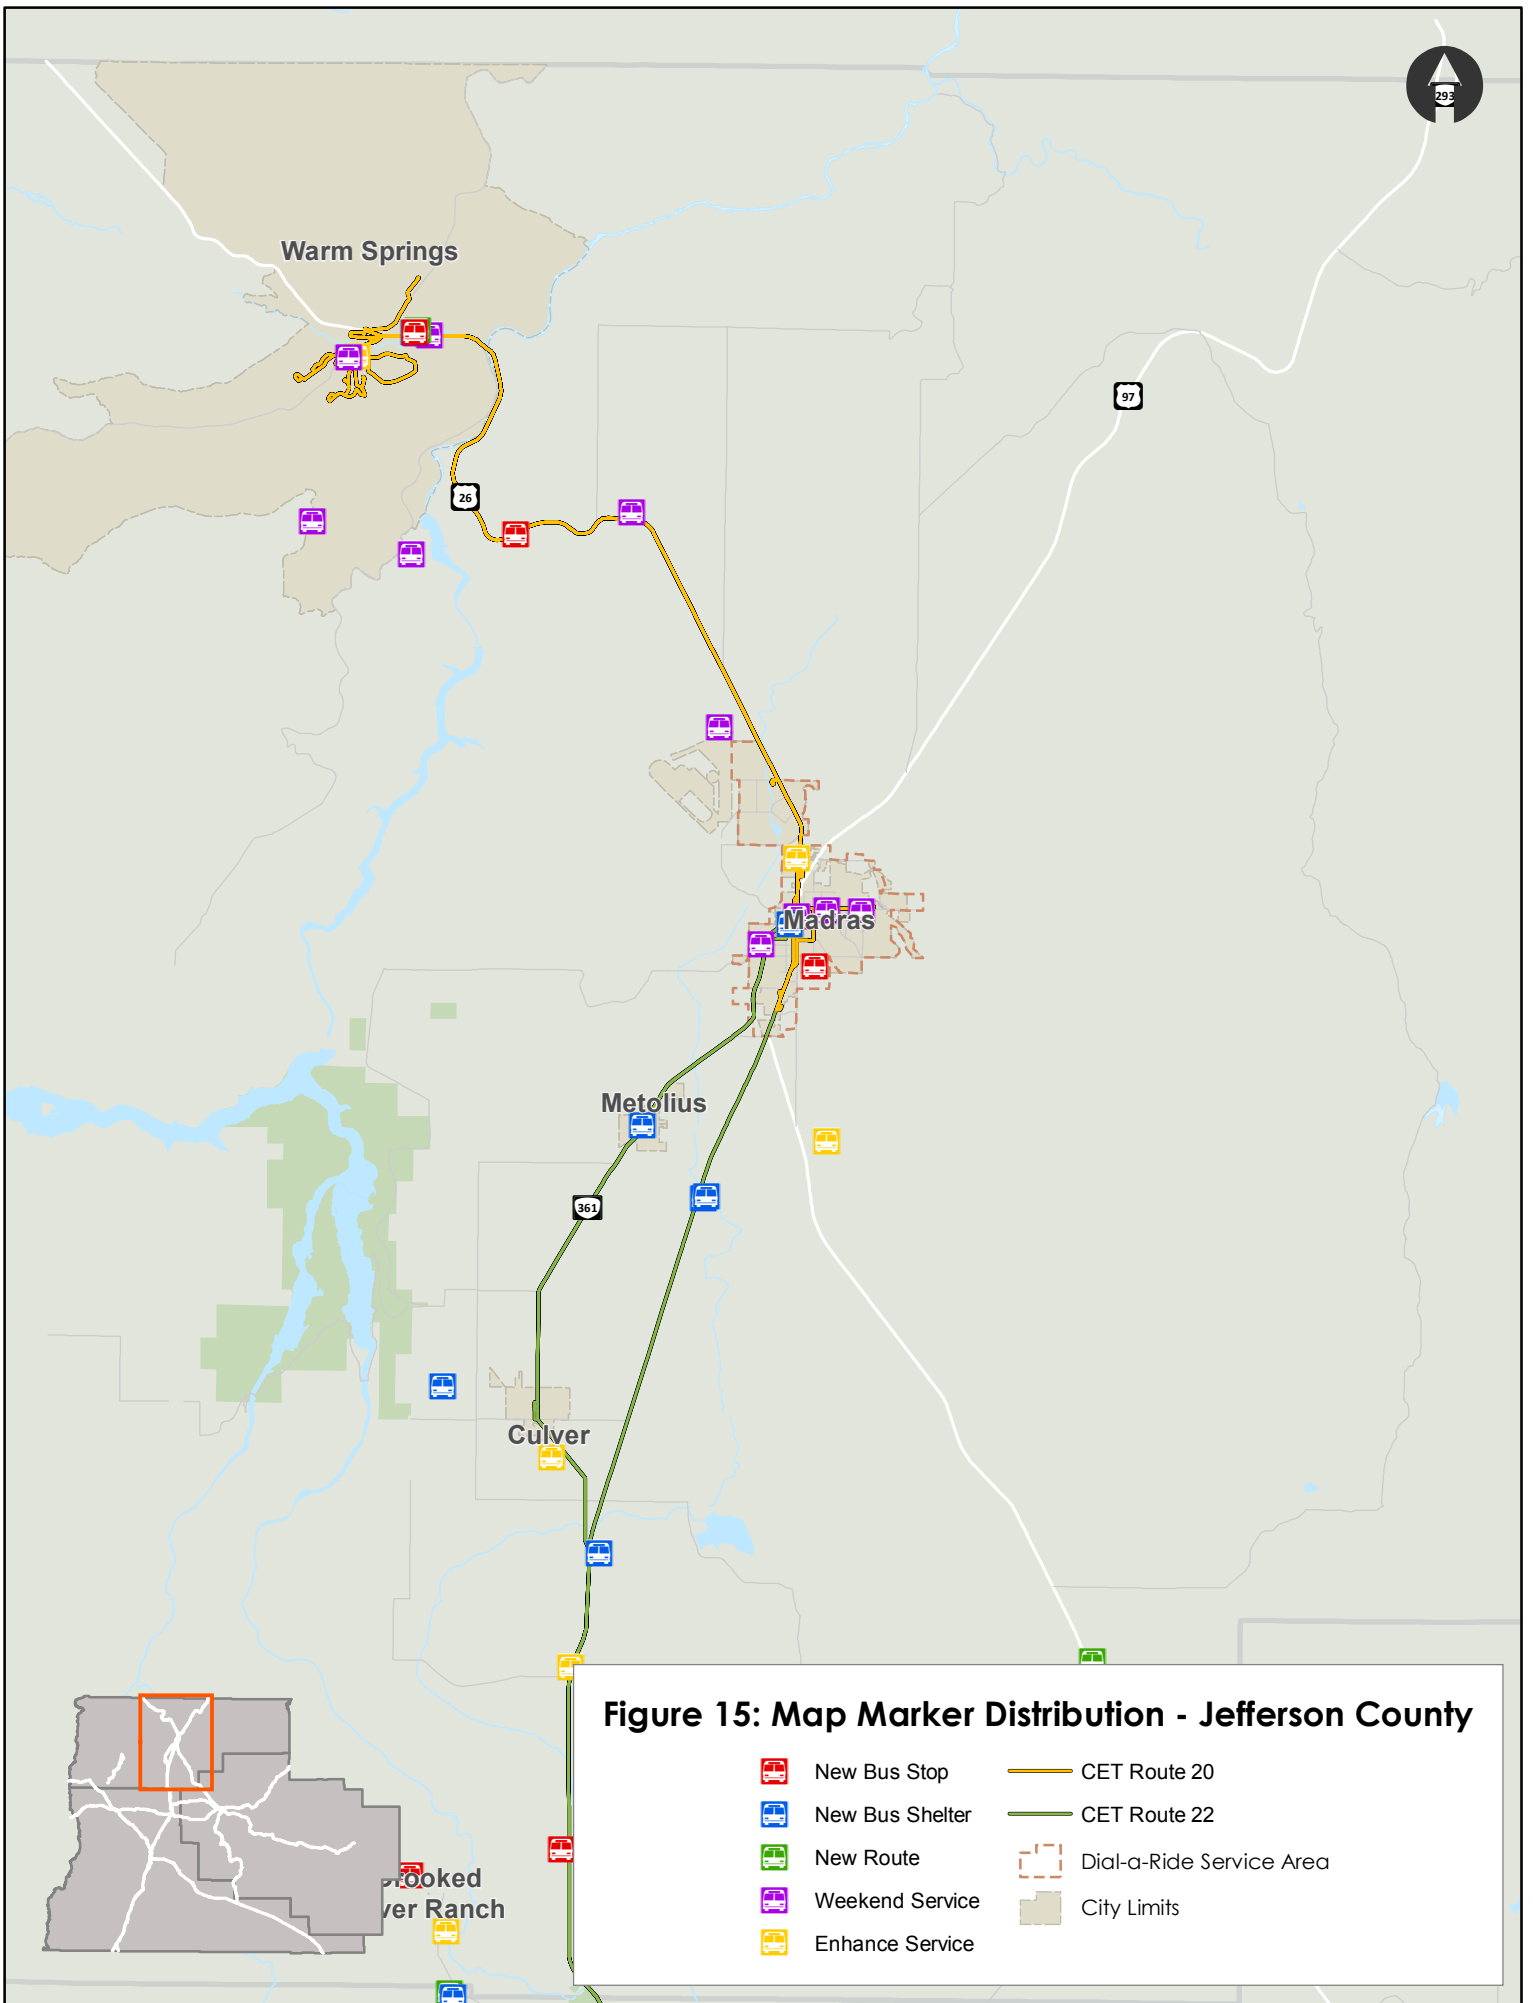 293
Warm Springs
97
26
Madras
Metolius
361
Culver
Figure 15: Map Marker Distribution - Jefferson County
New Bus Stop
CET Route 20
New Bus Shelter
CET Route 22
New Route
Dial-a-Ride Service Area
Weekend Service
City Limits
Enhance Service
rooked
ver Ranch